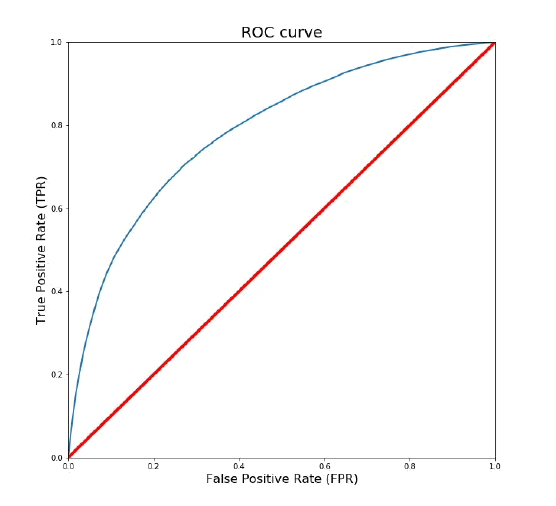 ROC curve
1.0
0.8
0.6
0.4
0.2
0.0
True Positive Rate (TPR)
0.0 0.2 0.4 0.6 0.8 1.0
False Positive Rate (FPR)